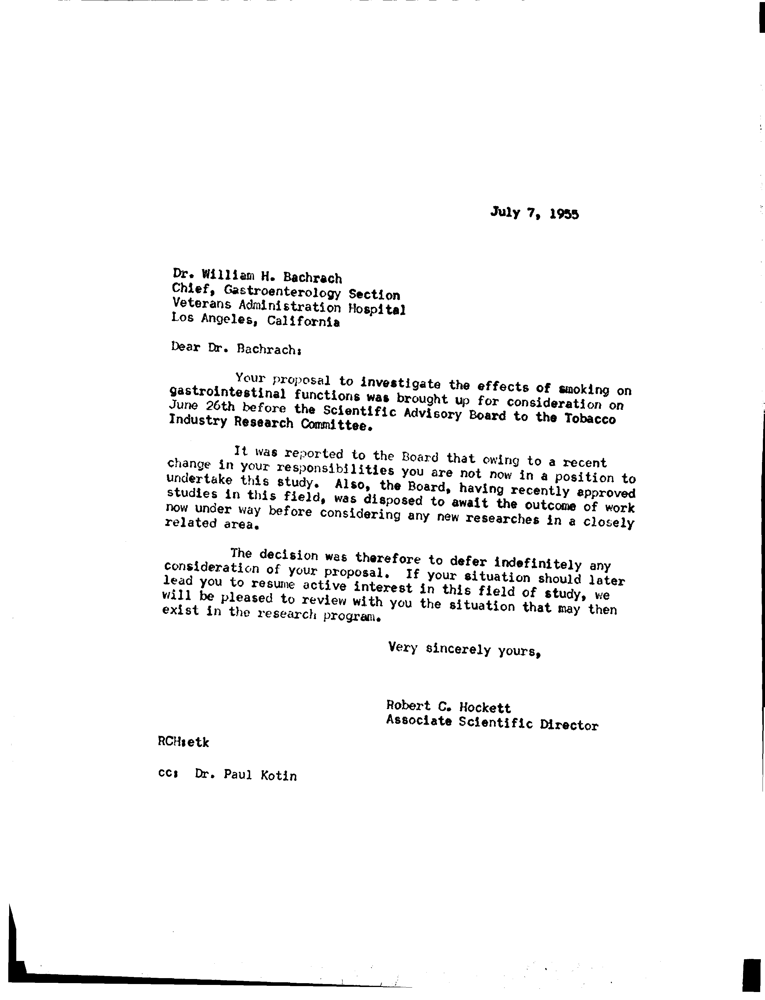 July 7, 1955
Dr. William H. Bachrach
Chief, Gastroenterology Section
Veterans Administration Hospital
Los Angeles, California
Dear Dr. Bachrach:
Your proposal to investigate the effects of smoking on
gastrointestinal functions was brought up for consideration on
June 26th before the Scientific Advisory Board to the Tobacco
Industry Research Committee.
It was reported to the Board that owing to a recent
change in your responsibilities you are not now in a position to
undertake this study. Also, the Board, having recently approved
studies in this field, was disposed to await the outcome of work
now under way before considering any new researches in a closely
related area.
The decision was therefore to defer indefinitely any
consideration of your proposal. If your situation should later
lead you to resume active interest in this field of study, we
will be pleased to review with you the situation that may then
exist in the research program.
Very sincerely yours,
Robert C. Hockett
Associate Scientific Director
RCH:etk
cc: Dr. Paul Kotin